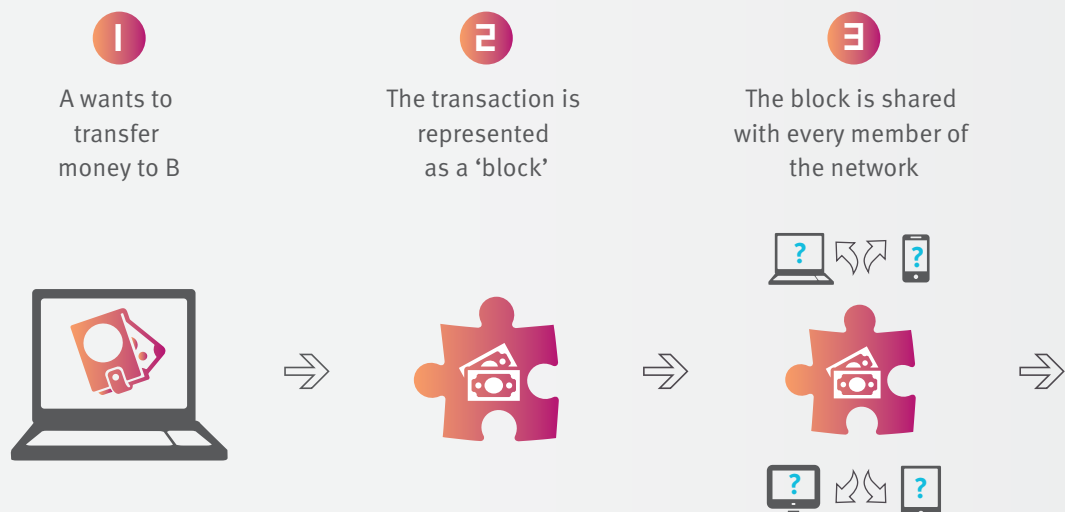 1
2
3
A wants to
transfer
money to B
The transaction is
represented
as a ‘block’
The block is shared
with every member of
the network
?
?
?
?